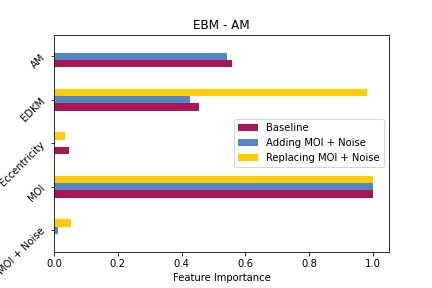 EBM - AM
AM
EDKM
Eccentricity
MOI
MOI + Noise
Baseline
Adding MOI + Noise
Replacing MOI + Noise
0.0 0.2 0.4 0.6 0.8 1.0
Feature Importance